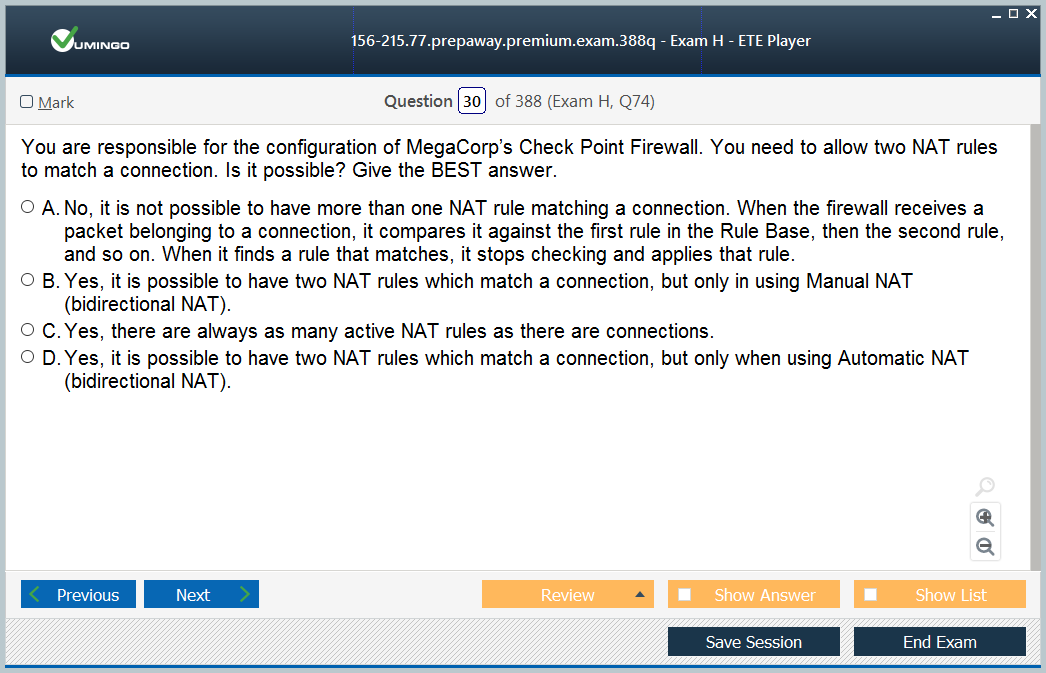 VUMINGO
156-215.77.prepaway.premium.exam.388q - Exam H - ETE Player
Mark
Question 30 of 388 (Exam H, Q74)
You are responsible for the configuration of MegaCorp’s Check Point Firewall. You need to allow two NAT rules
to match a connection. Is it possible? Give the BEST answer.
A. No, it is not possible to have more than one NAT rule matching a connection. When the firewall receives a
packet belonging to a connection, it compares it against the first rule in the Rule Base, then the second rule,
and so on. When it finds a rule that matches, it stops checking and applies that rule.
B. Yes, it is possible to have two NAT rules which match a connection, but only in using Manual NAT
(bidirectional NAT).
C. Yes, there are always as many active NAT rules as there are connections.
D. Yes, it is possible to have two NAT rules which match a connection, but only when using Automatic NAT
(bidirectional NAT).
Previous
Next
Review
Show Answer
Show List
Save Session
End Exam